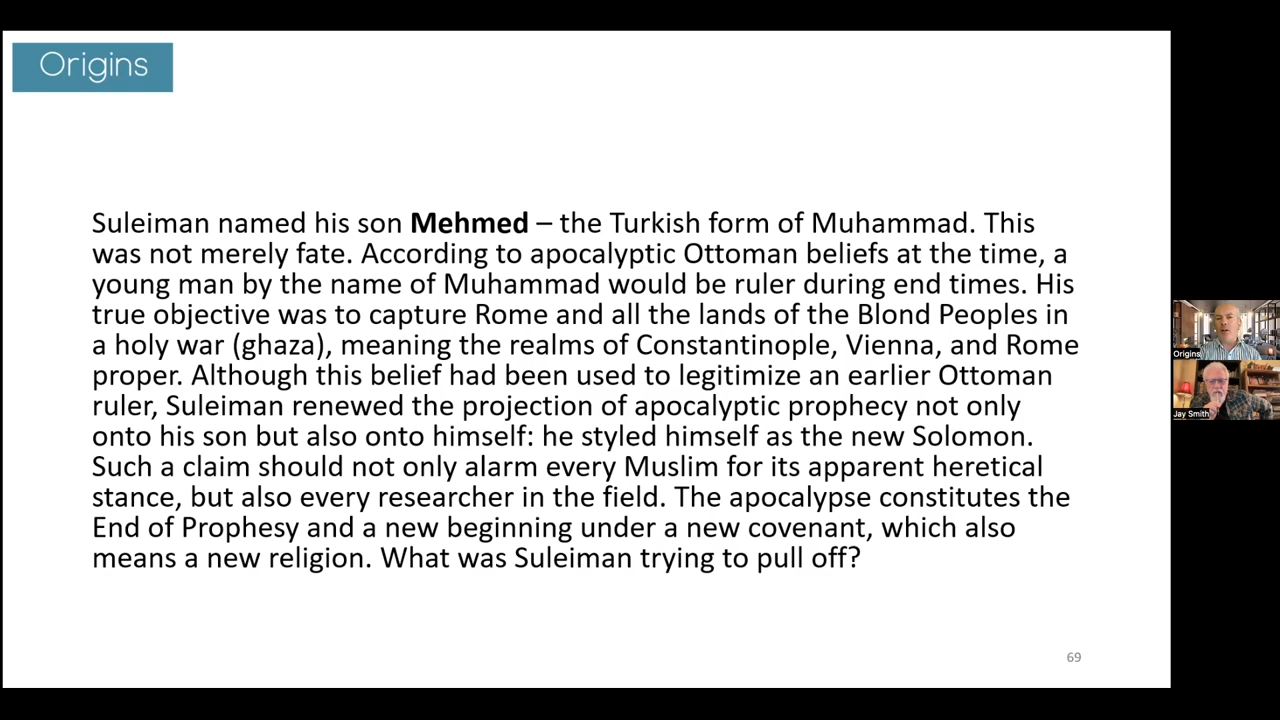 Origins
Suleiman named his son Mehmed – the Turkish form of Muhammad. This
was not merely fate. According to apocalyptic Ottoman beliefs at the time, a
young man by the name of Muhammad would be ruler during end times. His
true objective was to capture Rome and all the lands of the Blond Peoples in
a holy war (ghaza), meaning the realms of Constantinople, Vienna, and Rome
proper. Although this belief had been used to legitimize an earlier Ottoman
ruler, Suleiman renewed the projection of apocalyptic prophecy not only
onto his son but also onto himself: he styled himself as the new Solomon.
Such a claim should not only alarm every Muslim for its apparent heretical
stance, but also every researcher in the field. The apocalypse constitutes the
End of Prophesy and a new beginning under a new covenant, which also
means a new religion. What was Suleiman trying to pull off?
69
Origins
Jay Smith